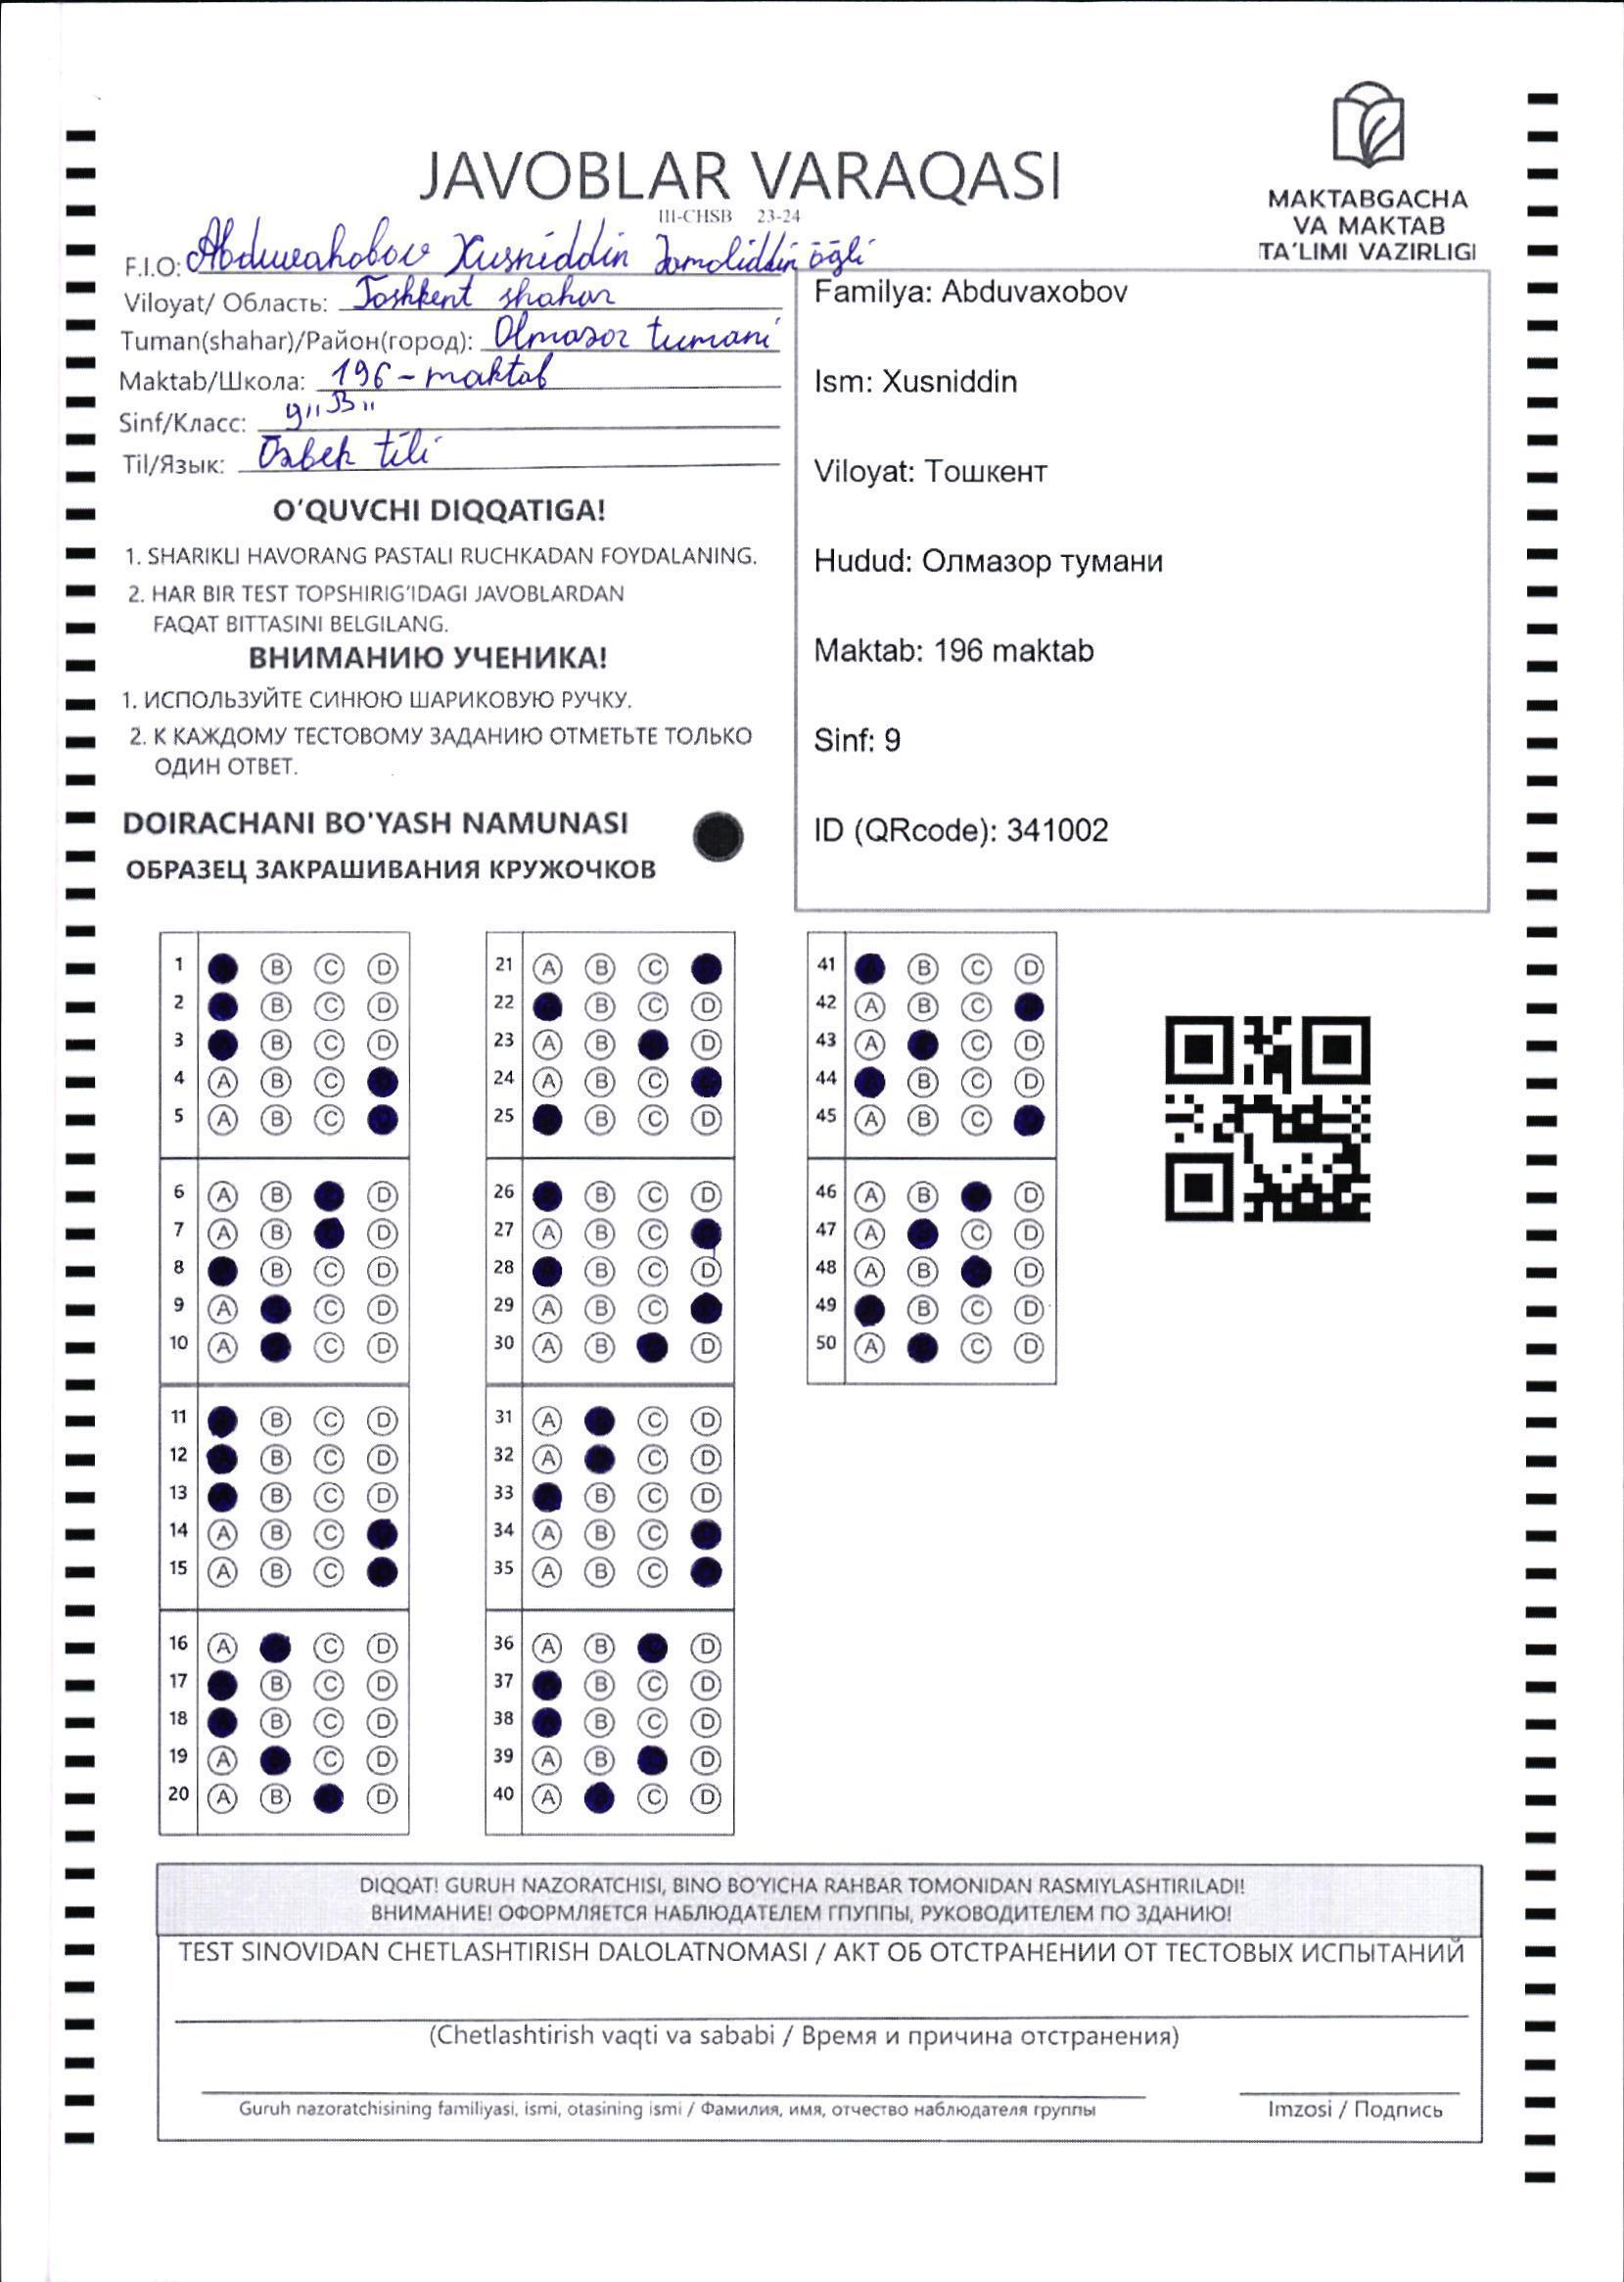 JAVOBLAR VARAQASI
III-CHSB 23-24
MAKTABGACHA
VA MAKTAB
TA'LIMI VAZIRLIGI
F.I.O: Abduvahobov Xusniddin Jamoliddin o'g'li
Viloyat/ Область: Toshkent shahar
Tuman(shahar)/Район(город): Olmazor tumani
Maktab/Школа: 196-maktab
Sinf/Класс: 9"B"
Til/Язык: Ozbek tili
O'QUVCHI DIQQATIGA!
1. SHARIKLI HAVORANG PASTALI RUCHKADAN FOYDALANING.
2. HAR BIR TEST TOPSHIRIG'IDAGI JAVOBLARDAN
FAQAT BITTASINI BELGILANG.
ВНИМАНИЮ УЧЕНИКА!
1. ИСПОЛЬЗУЙТЕ СИНЮЮ ШАРИКОВУЮ РУЧКУ.
2. К КАЖДОМУ ТЕСТОВОМУ ЗАДАНИЮ ОТМЕТЬТЕ ТОЛЬКО
ОДИН ОТВЕТ.
DOIRACHANI BO'YASH NAMUNASI
ОБРАЗЕЦ ЗАКРАШИВАНИЯ КРУЖОЧКОВ
Familya: Abduvaxobov
Ism: Xusniddin
Viloyat: Тошкент
Hudud: Олмазор тумани
Maktab: 196 maktab
Sinf: 9
ID (QRcode): 341002
1 B C D
2 B C D
3 B C D
4 A B C
5 A B C
6 A B D
7 A B D
8 B C D
9 A C D
10 A C D
11 B C D
12 B C D
13 B C D
14 A B C
15 A B C
16 A C D
17 B C D
18 B C D
19 A C D
20 A B D
21 A B C
22 B C D
23 A B D
24 A B C
25 B C D
26 B C D
27 A B C
28 B C D
29 A B C
30 A B D
31 A C D
32 A C D
33 B C D
34 A B C
35 A B C
36 A B D
37 B C D
38 B C D
39 A B D
40 A C D
41 B C D
42 A B C
43 A C D
44 B C D
45 A B C
46 A B D
47 A C D
48 A B D
49 B C D
50 A C D
DIQQAT! GURUH NAZORATCHISI, BINO BO'YICHA RAHBAR TOMONIDAN RASMIYLASHTIRILADI!
ВНИМАНИЕ! ОФОРМЛЯЕТСЯ НАБЛЮДАТЕЛЕМ ГПУППЫ, РУКОВОДИТЕЛЕМ ПО ЗДАНИЮ!
TEST SINOVIDAN CHETLASHTIRISH DALOLATNOMASI / АКТ ОБ ОТСТРАНЕНИИ ОТ ТЕСТОВЫХ ИСПЫТАНИЙ
(Chetlashtirish vaqti va sababi / Время и причина отстранения)
Guruh nazoratchisining familiyasi, ismi, otasining ismi / Фамилия, имя, отчество наблюдателя группы
Imzosi / Подпись